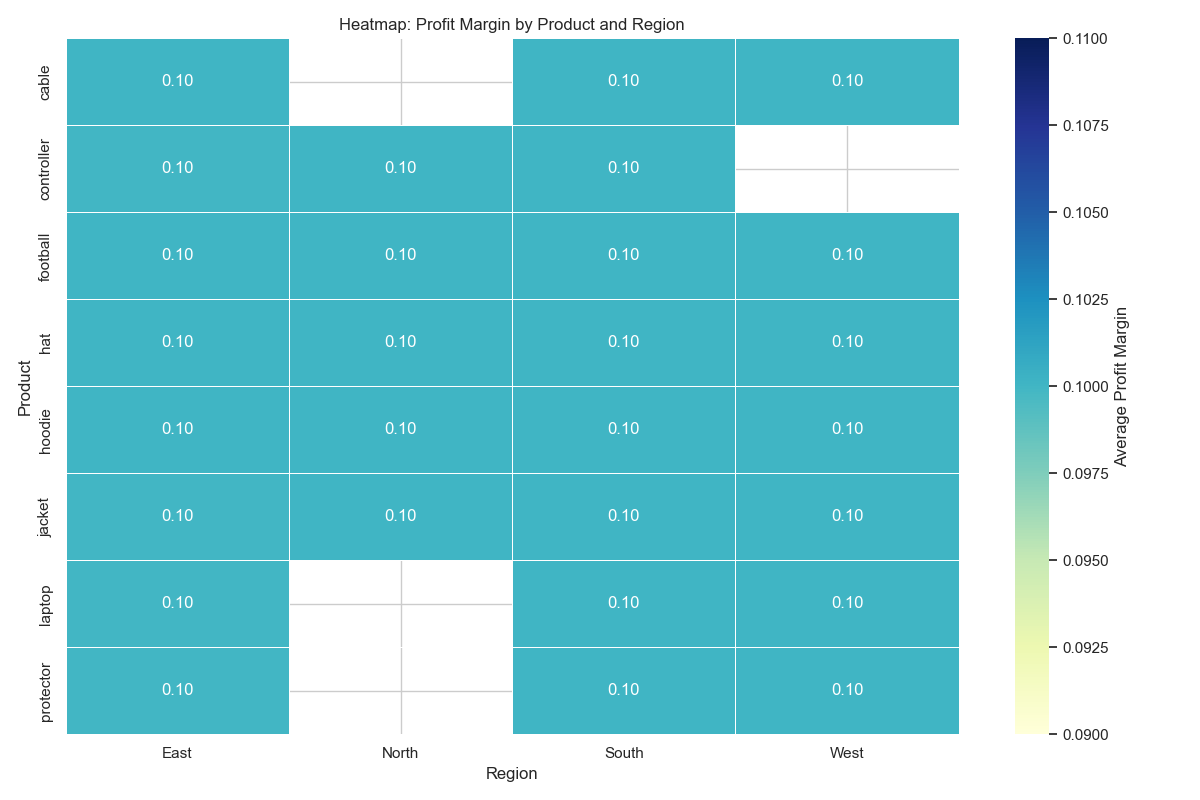 Heatmap: Profit Margin by Product and Region
cable 0.10 0.10 0.10
controller 0.10 0.10 0.10
football 0.10 0.10 0.10 0.10
hat 0.10 0.10 0.10 0.10
hoodie 0.10 0.10 0.10 0.10
jacket 0.10 0.10 0.10 0.10
laptop 0.10 0.10 0.10
protector 0.10 0.10 0.10
Product
East North South West
Region
0.1100
0.1075
0.1050
0.1025
0.1000
0.0975
0.0950
0.0925
0.0900
Average Profit Margin